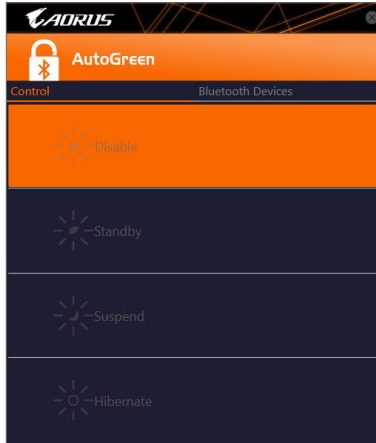 AORUS
AutoGreen
Control Bluetooth Devices
Disable
Standby
Suspend
Hibernate